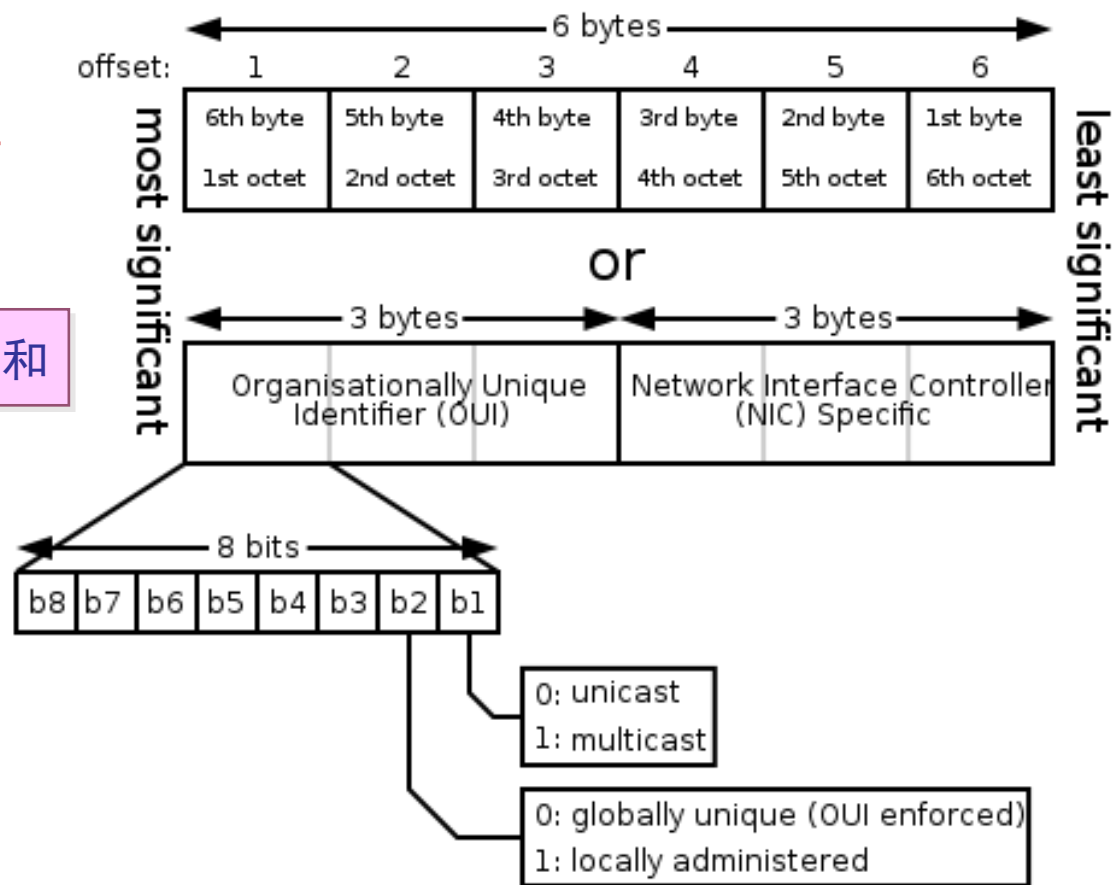 6 bytes
offset: 1 2 3 4 5 6
most significant
6th byte 5th byte 4th byte 3rd byte 2nd byte 1st byte
1st octet 2nd octet 3rd octet 4th octet 5th octet 6th octet
least significant
or
和
3 bytes 3 bytes
Organisationally Unique
Identifier (OUI)
Network Interface Controller
(NIC) Specific
8 bits
b8 b7 b6 b5 b4 b3 b2 b1
0: unicast
1: multicast
0: globally unique (OUI enforced)
1: locally administered